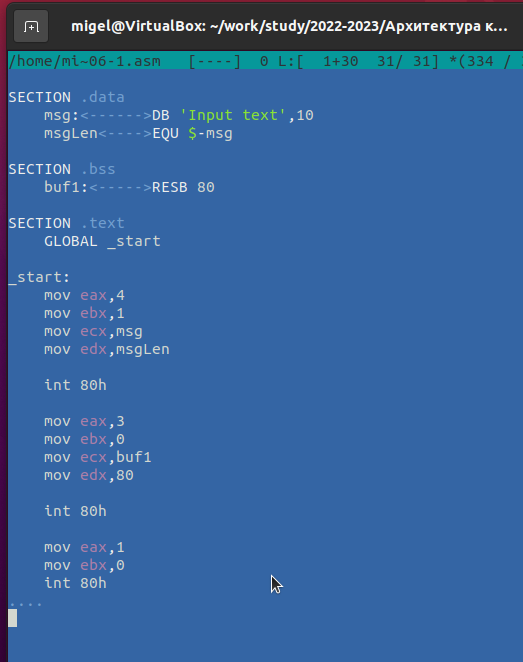 migel@VirtualBox: ~/work/study/2022-2023/Архитектура к...
/home/mi~06-1.asm [----] 0 L:[ 1+30 31/ 31] *(334 /
SECTION .data
msg:<------>DB 'Input text',10
msgLen<---->EQU $-msg
SECTION .bss
buf1:<----->RESB 80
SECTION .text
GLOBAL _start
_start:
mov eax,4
mov ebx,1
mov ecx,msg
mov edx,msgLen
int 80h
mov eax,3
mov ebx,0
mov ecx,buf1
mov edx,80
int 80h
mov eax,1
mov ebx,0
int 80h
....